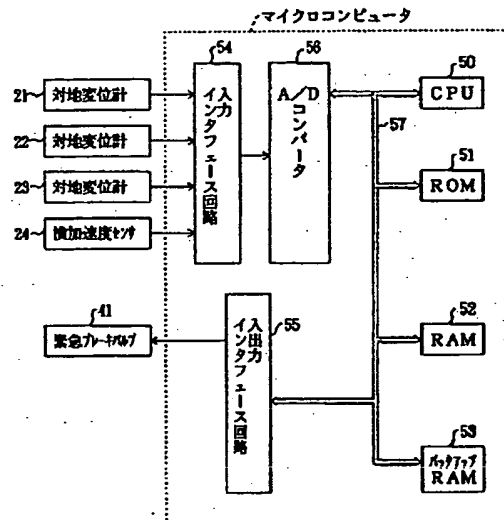 マイクロコンピュータ
54
56
50
21
対地変位計
入力インタフェース回路
A/Dコンバータ
CPU
57
22
対地変位計
51
23
対地変位計
ROM
24
横加速度センサ
41
緊急ブレーキバルブ
入出力インタフェース回路
55
52
RAM
53
バックアップ
RAM